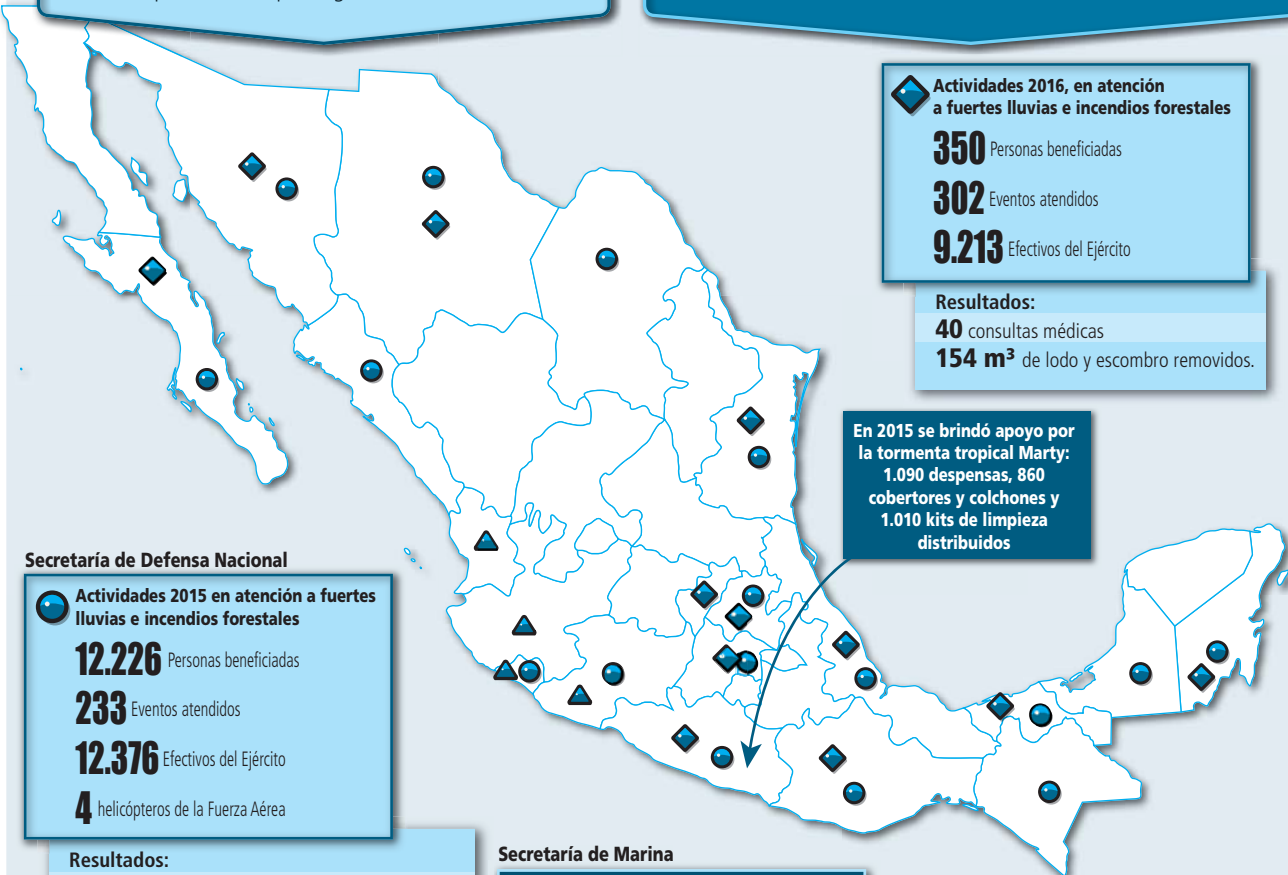 Actividades 2016, en atención
a fuertes lluvias e incendios forestales
350 Personas beneficiadas
302 Eventos atendidos
9.213 Efectivos del Ejército
Resultados:
40 consultas médicas
154 m³ de lodo y escombro removidos.
En 2015 se brindó apoyo por
la tormenta tropical Marty:
1.090 despensas, 860
cobertores y colchones y
1.010 kits de limpieza
distribuidos
Secretaría de Defensa Nacional
Actividades 2015 en atención a fuertes
lluvias e incendios forestales
12.226 Personas beneficiadas
233 Eventos atendidos
12.376 Efectivos del Ejército
4 helicópteros de la Fuerza Aérea
Resultados:
Secretaría de Marina